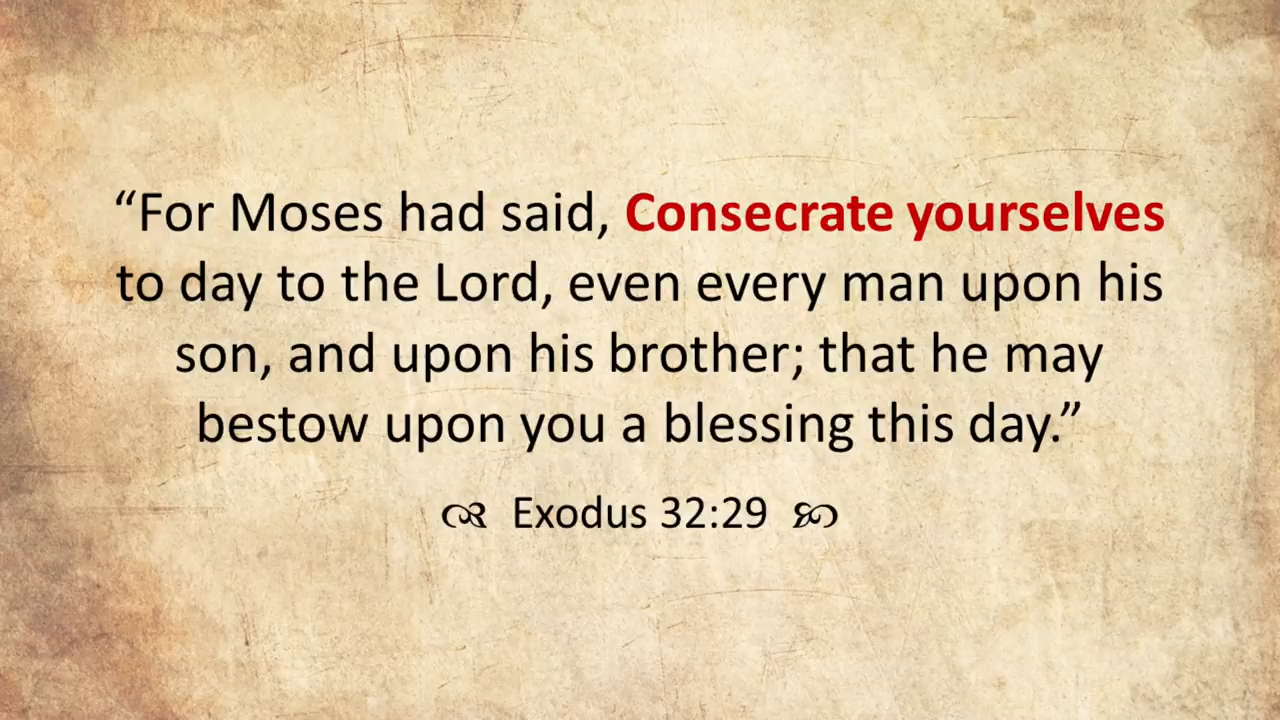 “For Moses had said, Consecrate yourselves
to day to the Lord, even every man upon his
son, and upon his brother; that he may
bestow upon you a blessing this day.”
Exodus 32:29